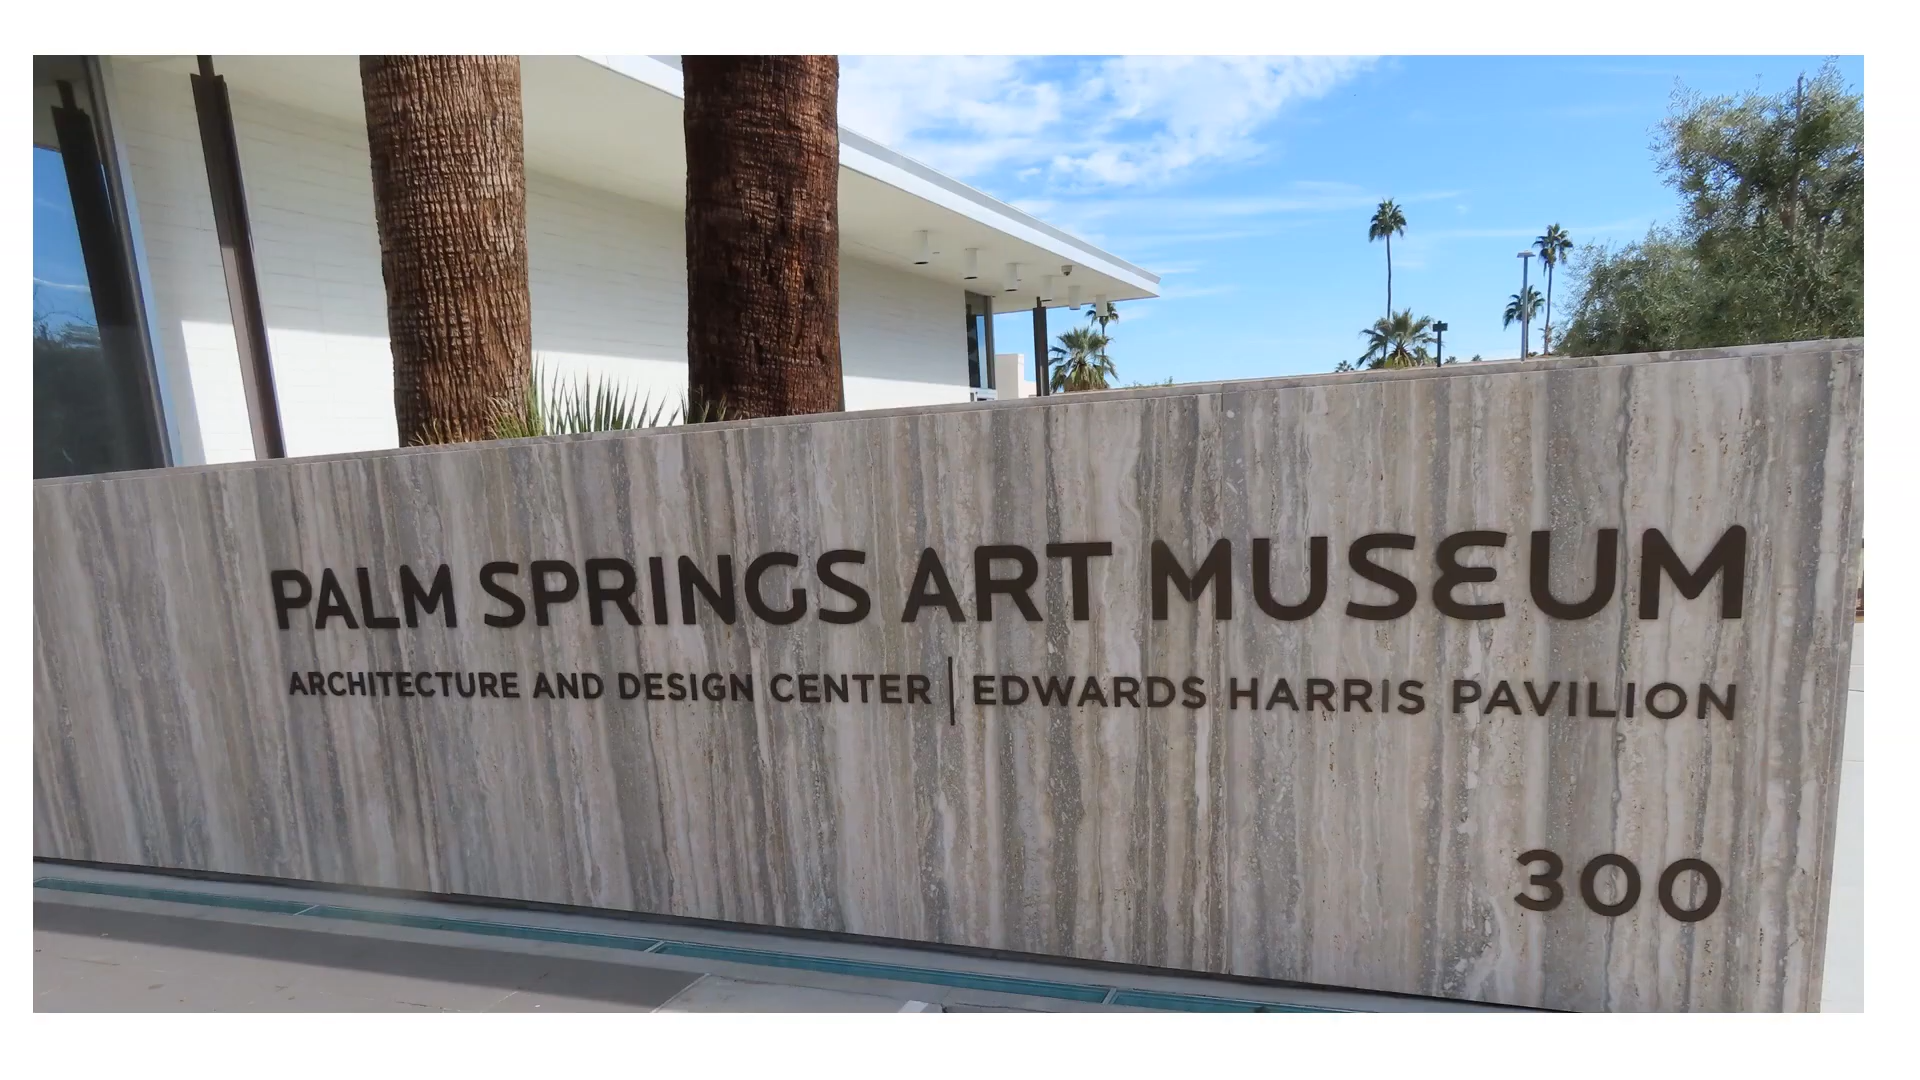 PALM SPRINGS ART MUSEUM
ARCHITECTURE AND DESIGN CENTER | EDWARDS HARRIS PAVILION
300